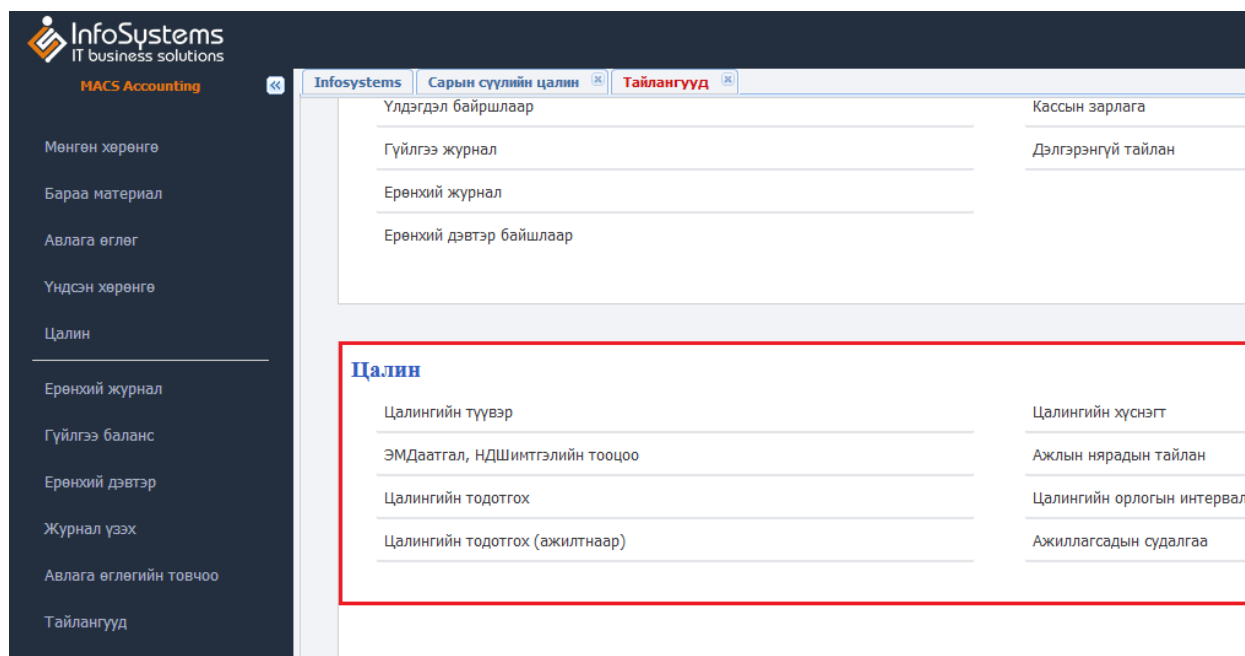 InfoSystems
IT business solutions
MACS Accounting
Мөнгөн хөрөнгө
Бараа материал
Авлага өглөг
Үндсэн хөрөнгө
Цалин
Ерөнхий журнал
Гүйлгээ баланс
Ерөнхий дэвтэр
Журнал үзэх
Авлага өглөгийн товчоо
Тайлангууд
Infosystems Сарын сүүлийн цалин Тайлангууд
Үлдэгдэл байршлаар Кассын зарлага
Гүйлгээ журнал Дэлгэрэнгүй тайлан
Ерөнхий журнал
Ерөнхий дэвтэр байшлаар
Цалин
Цалингийн түүвэр Цалингийн хүснэгт
ЭМДаатгал, НДШимтгэлийн тооцоо Ажлын нярадын тайлан
Цалингийн тодотгох Цалингийн орлогын интервал
Цалингийн тодотгох (ажилтнаар) Ажиллагсадын судалгаа